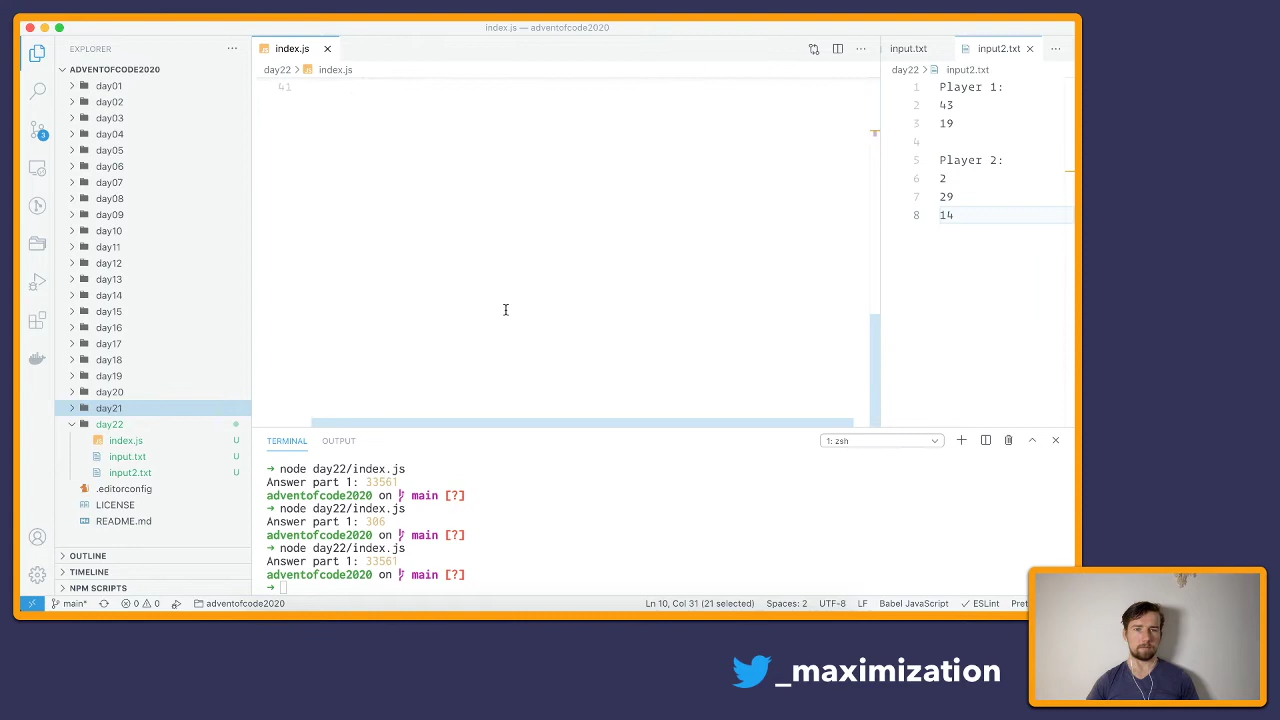 index.js — adventofcode2020
EXPLORER
ADVENTOFCODE2020
day01
day02
day03
day04
day05
day06
day07
day08
day09
day10
day11
day12
day13
day14
day15
day16
day17
day18
day19
day20
day21
day22
index.js U
input.txt U
input2.txt U
.editorconfig
LICENSE
README.md
OUTLINE
TIMELINE
NPM SCRIPTS
3
index.js
day22 > index.js
41
input.txt input2.txt
day22 > input2.txt
1 Player 1:
2 43
3 19
4
5 Player 2:
6 2
7 29
8 14
TERMINAL OUTPUT 1: zsh
→ node day22/index.js
Answer part 1: 33561
adventofcode2020 on main [?]
→ node day22/index.js
Answer part 1: 306
adventofcode2020 on main [?]
→ node day22/index.js
Answer part 1: 33561
adventofcode2020 on main [?]
→
main* 0 0 adventofcode2020 Ln 10, Col 31 (21 selected) Spaces: 2 UTF-8 LF Babel JavaScript ESLint Pret
_maximization